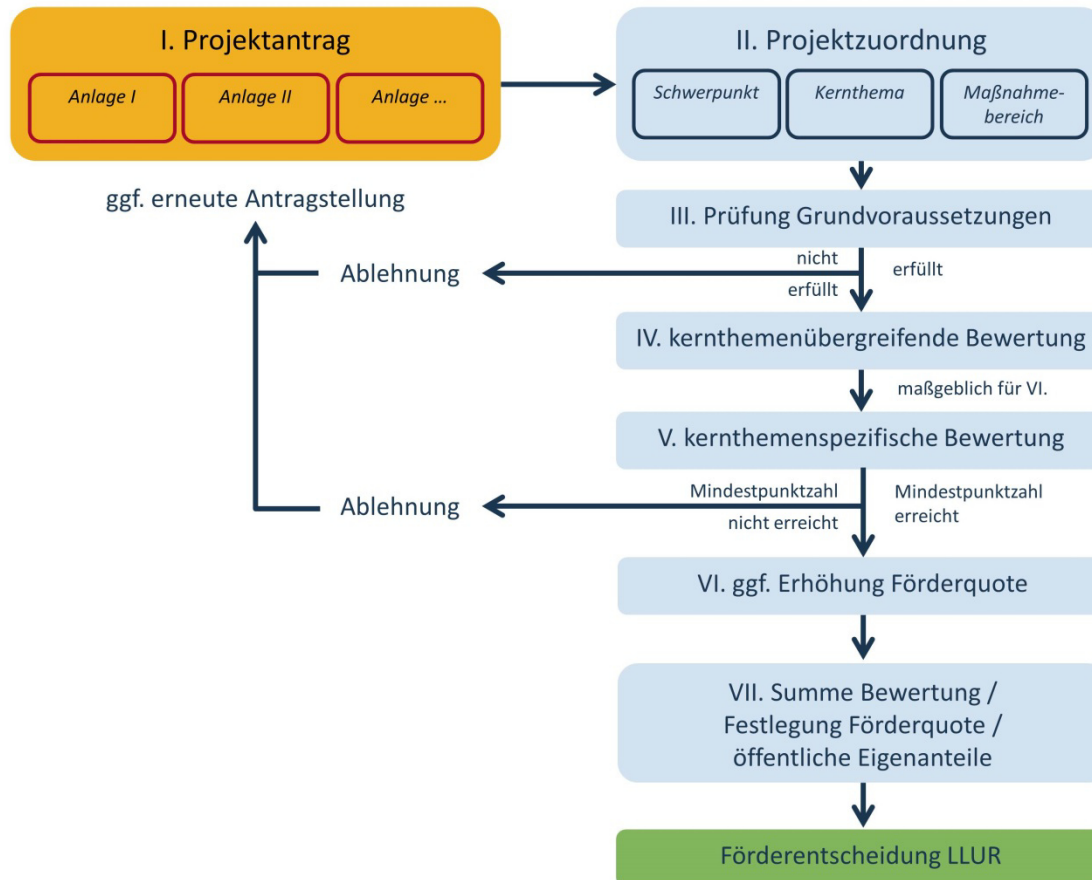 I. Projektantrag
Anlage I
Anlage II
Anlage ...
II. Projektzuordnung
Schwerpunkt
Kernthema
Maßnahme-
bereich
ggf. erneute Antragstellung
III. Prüfung Grundvoraussetzungen
Ablehnung
nicht
erfüllt
erfüllt
IV. kernthemenübergreifende Bewertung
maßgeblich für VI.
V. kernthemenspezifische Bewertung
Ablehnung
Mindestpunktzahl
nicht erreicht
Mindestpunktzahl
erreicht
VI. ggf. Erhöhung Förderquote
VII. Summe Bewertung /
Festlegung Förderquote /
öffentliche Eigenanteile
Förderentscheidung LLUR